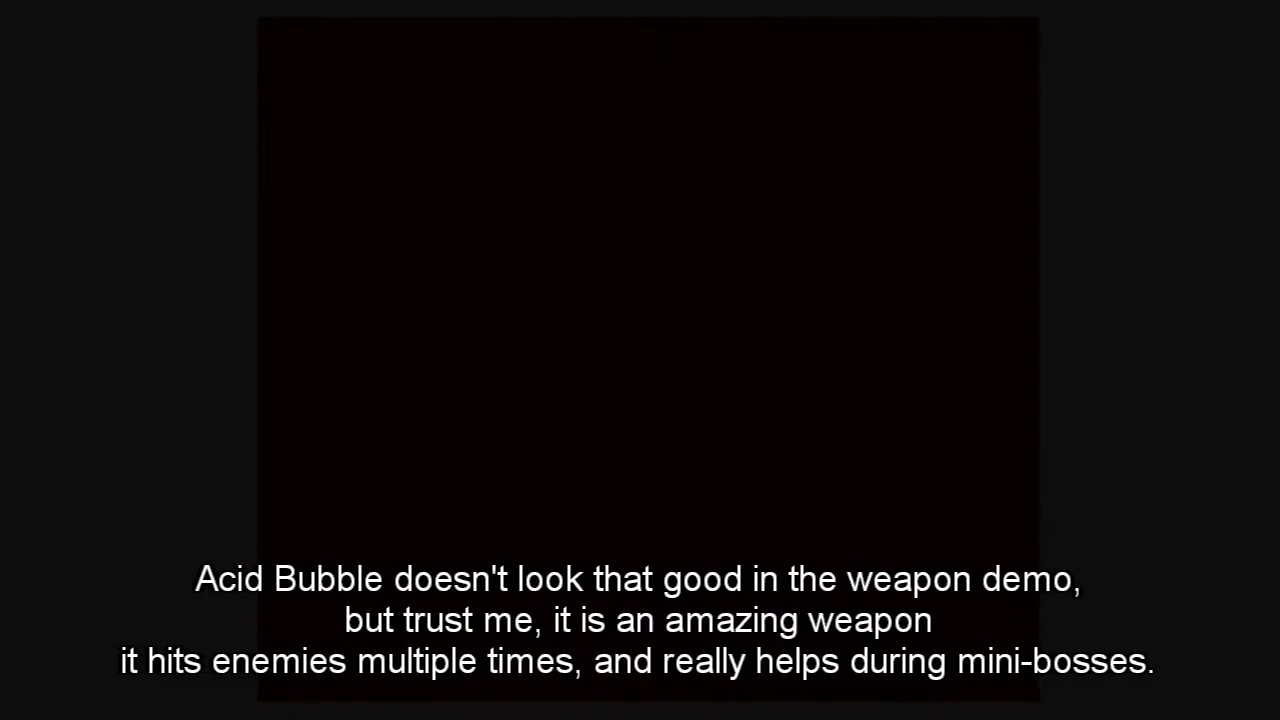 Acid Bubble doesn't look that good in the weapon demo,
but trust me, it is an amazing weapon
it hits enemies multiple times, and really helps during mini-bosses.